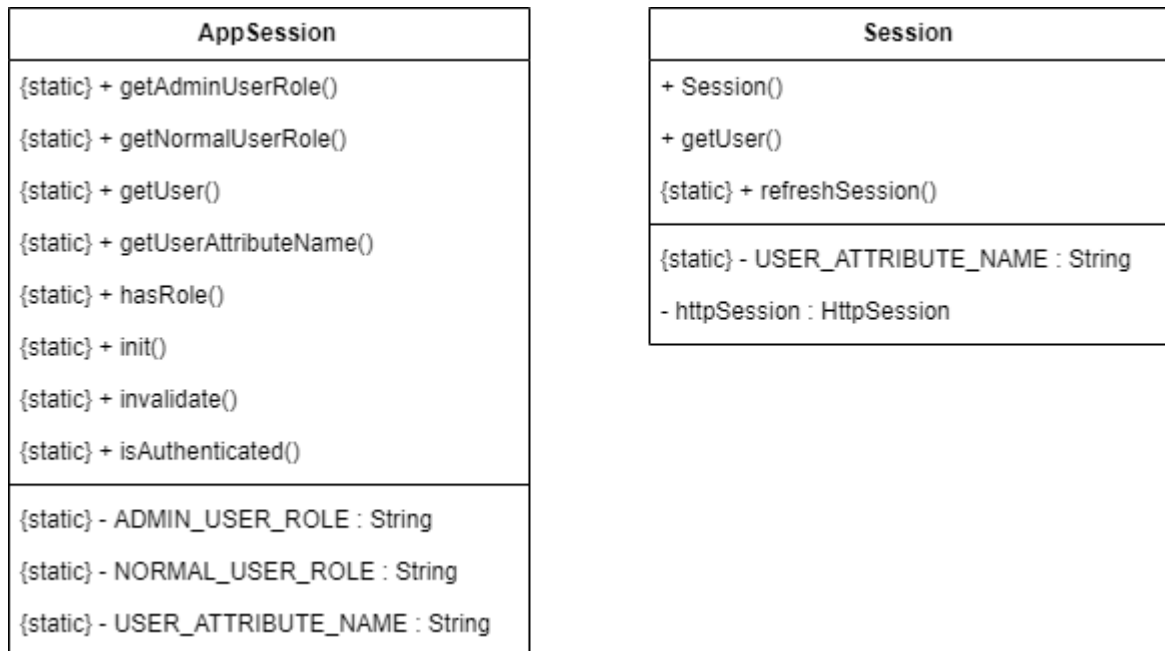 AppSession
{static} + getAdminUserRole()
{static} + getNormalUserRole()
{static} + getUser()
{static} + getUserAttributeName()
{static} + hasRole()
{static} + init()
{static} + invalidate()
{static} + isAuthenticated()
{static} - ADMIN_USER_ROLE : String
{static} - NORMAL_USER_ROLE : String
{static} - USER_ATTRIBUTE_NAME : String
Session
+ Session()
+ getUser()
{static} + refreshSession()
{static} - USER_ATTRIBUTE_NAME : String
- httpSession : HttpSession